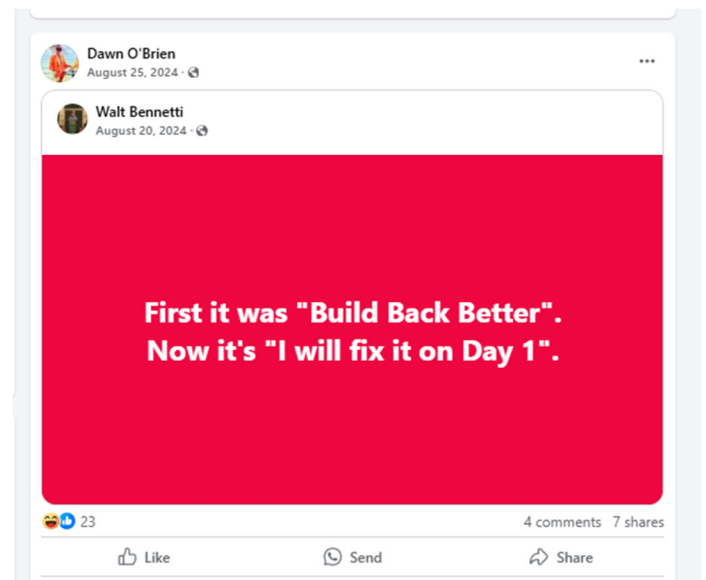 Dawn O'Brien
August 25, 2024 ·
Walt Bennetti
August 20, 2024 ·
First it was "Build Back Better".
Now it's "I will fix it on Day 1".
23
4 comments 7 shares
Like Send Share